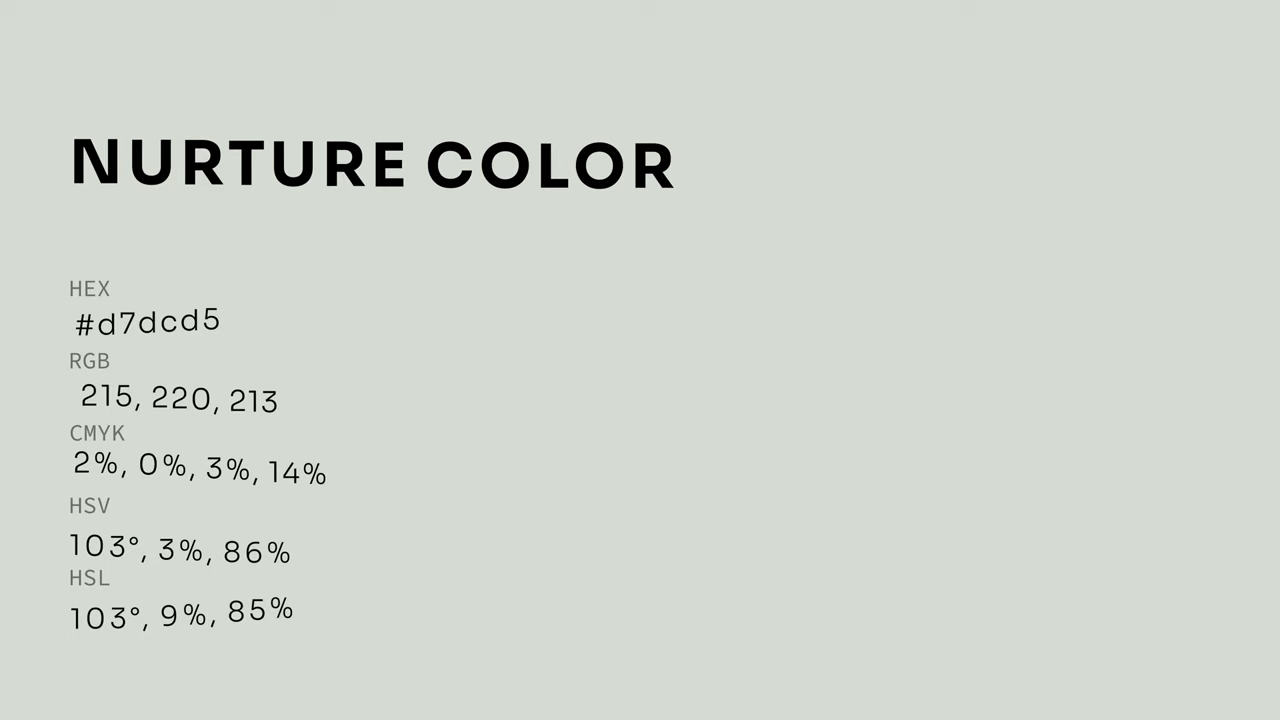 NURTURE COLOR
HEX
#d7dcd5
RGB
215, 220, 213
CMYK
2%, 0%, 3%, 14%
HSV
103°, 3%, 86%
HSL
103°, 9%, 85%